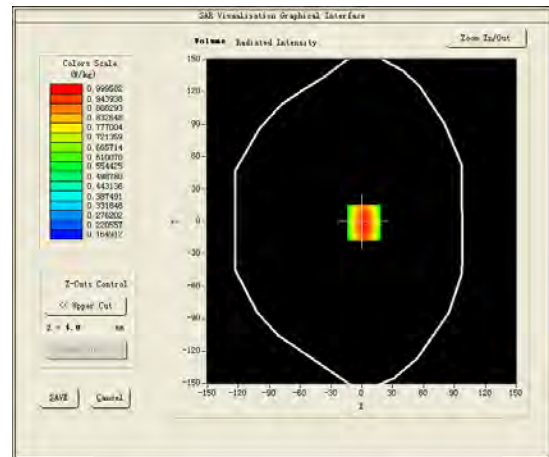 SAR Visualisation Graphical Interface
Volume Radiated Intensity
Zoom In/Out
Colors Scale
(W/kg)
0.999582
0.943938
0.888293
0.832648
0.777004
0.721359
0.665714
0.610070
0.554425
0.498780
0.443136
0.387491
0.331846
0.276202
0.220557
0.164912
150
120
90
60
30
0
-30
-60
-90
-120
-150
Y
-150 -120 -90 -60 -30 0 30 60 90 120 150
X
Z-Cuts Control
<< Upper Cut
Z = 4.0 mm
SAVE Cancel